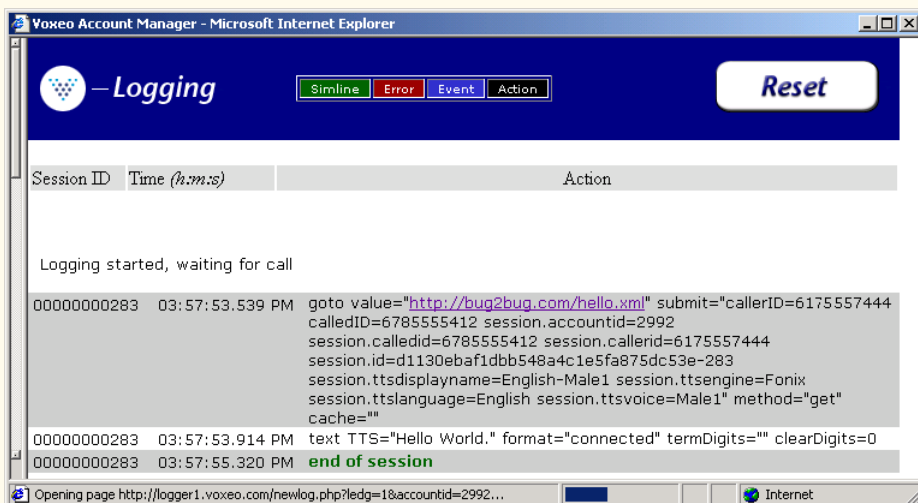 Voxeo Account Manager - Microsoft Internet Explorer
Logging
Simline Error Event Action
Reset
Session ID Time (h:m:s) Action
Logging started, waiting for call
00000000283 03:57:53.539 PM goto value="http://bug2bug.com/hello.xml" submit="callerID=6175557444
calledID=6785555412 session.accountid=2992
session.calledid=6785555412 session.callerid=6175557444
session.id=d1130ebaf1dbb548a4c1e5fa875dc53e-283
session.ttsdisplayname=English-Male1 session.ttsengine=Fonix
session.ttslanguage=English session.ttsvoice=Male1" method="get"
cache=""
00000000283 03:57:53.914 PM text TTS="Hello World." format="connected" termDigits="" clearDigits=0
00000000283 03:57:55.320 PM end of session
Opening page http://logger1.voxeo.com/newlog.php?ledg=1&accountid=2992... Internet